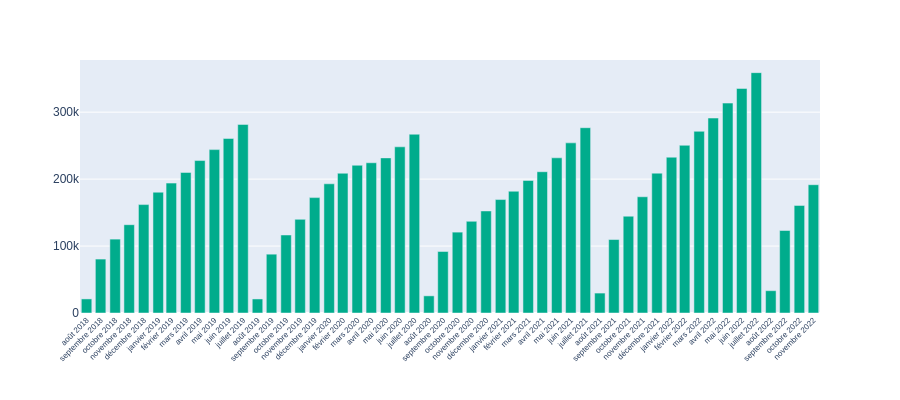 300k
200k
100k
0
août 2018
septembre 2018
octobre 2018
novembre 2018
décembre 2018
janvier 2019
février 2019
mars 2019
avril 2019
mai 2019
juin 2019
juillet 2019
août 2019
septembre 2019
octobre 2019
novembre 2019
décembre 2019
janvier 2020
février 2020
mars 2020
avril 2020
mai 2020
juin 2020
juillet 2020
août 2020
septembre 2020
octobre 2020
novembre 2020
décembre 2020
janvier 2021
février 2021
mars 2021
avril 2021
mai 2021
juin 2021
juillet 2021
août 2021
septembre 2021
octobre 2021
novembre 2021
décembre 2021
janvier 2022
février 2022
mars 2022
avril 2022
mai 2022
juin 2022
juillet 2022
août 2022
septembre 2022
octobre 2022
novembre 2022